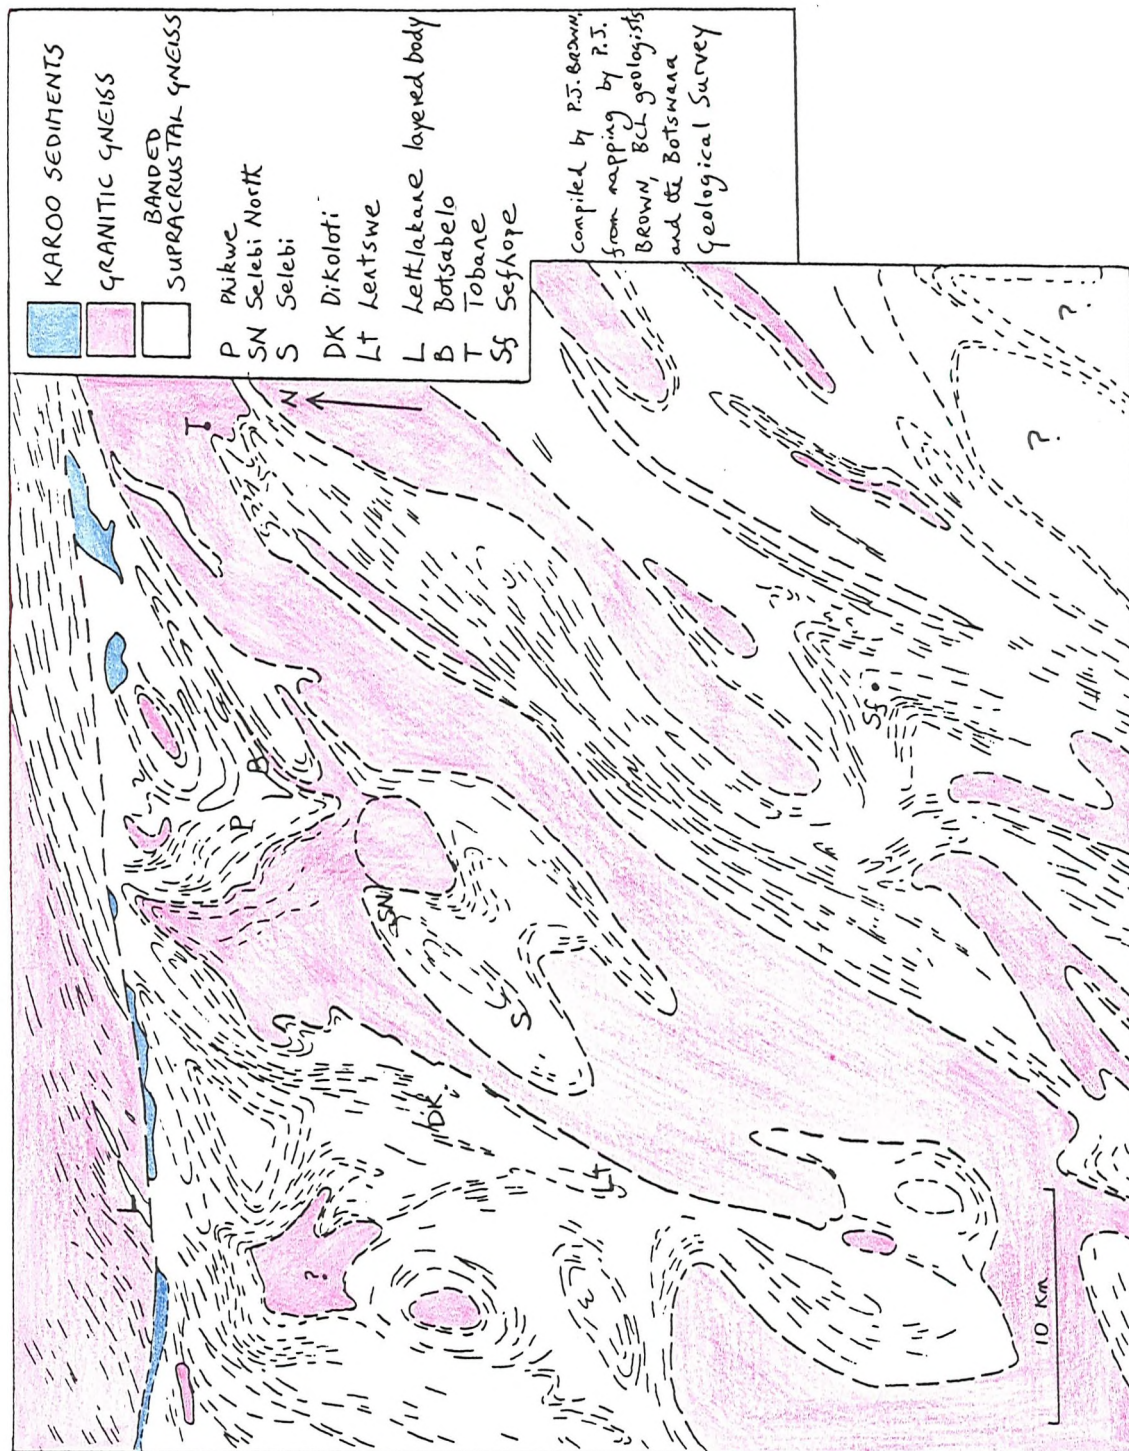 KAROO SEDIMENTS
GRANITIC GNEISS
BANDED
SUPRACRUSTAL GNEISS
P Phikwe
SN Selebi North
S Selebi
DK Dikoloti
Lt Lentswe
L Letlhakane layered body
B Botsabelo
T Tobane
Sf Sefhope
Compiled by P.J. BROWN,
from mapping by P.J.
BROWN, BCL geologists
and the Botswana
Geological Survey
N
T
B
P
SN
S
DK
Lt
L
?
Sf
?
?
10 Km